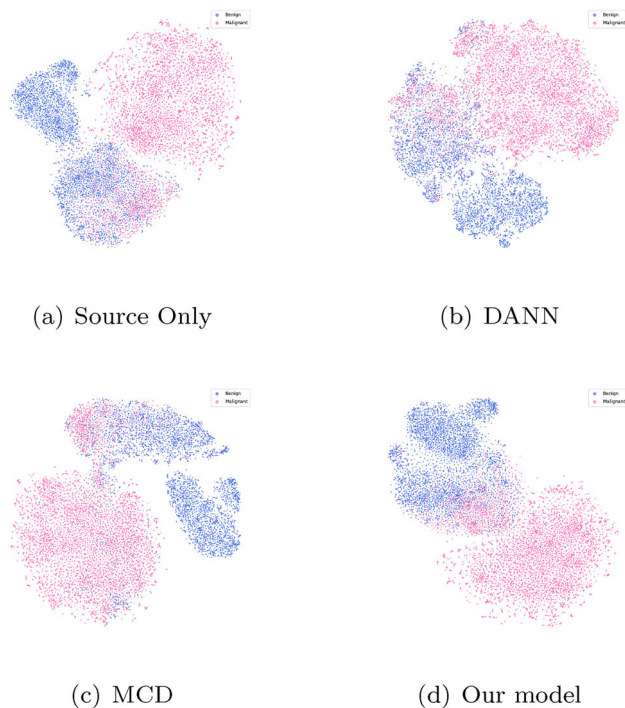 Benign
Malignant
Benign
Malignant
(a) Source Only
(b) DANN
Benign
Malignant
Benign
Malignant
(c) MCD
(d) Our model